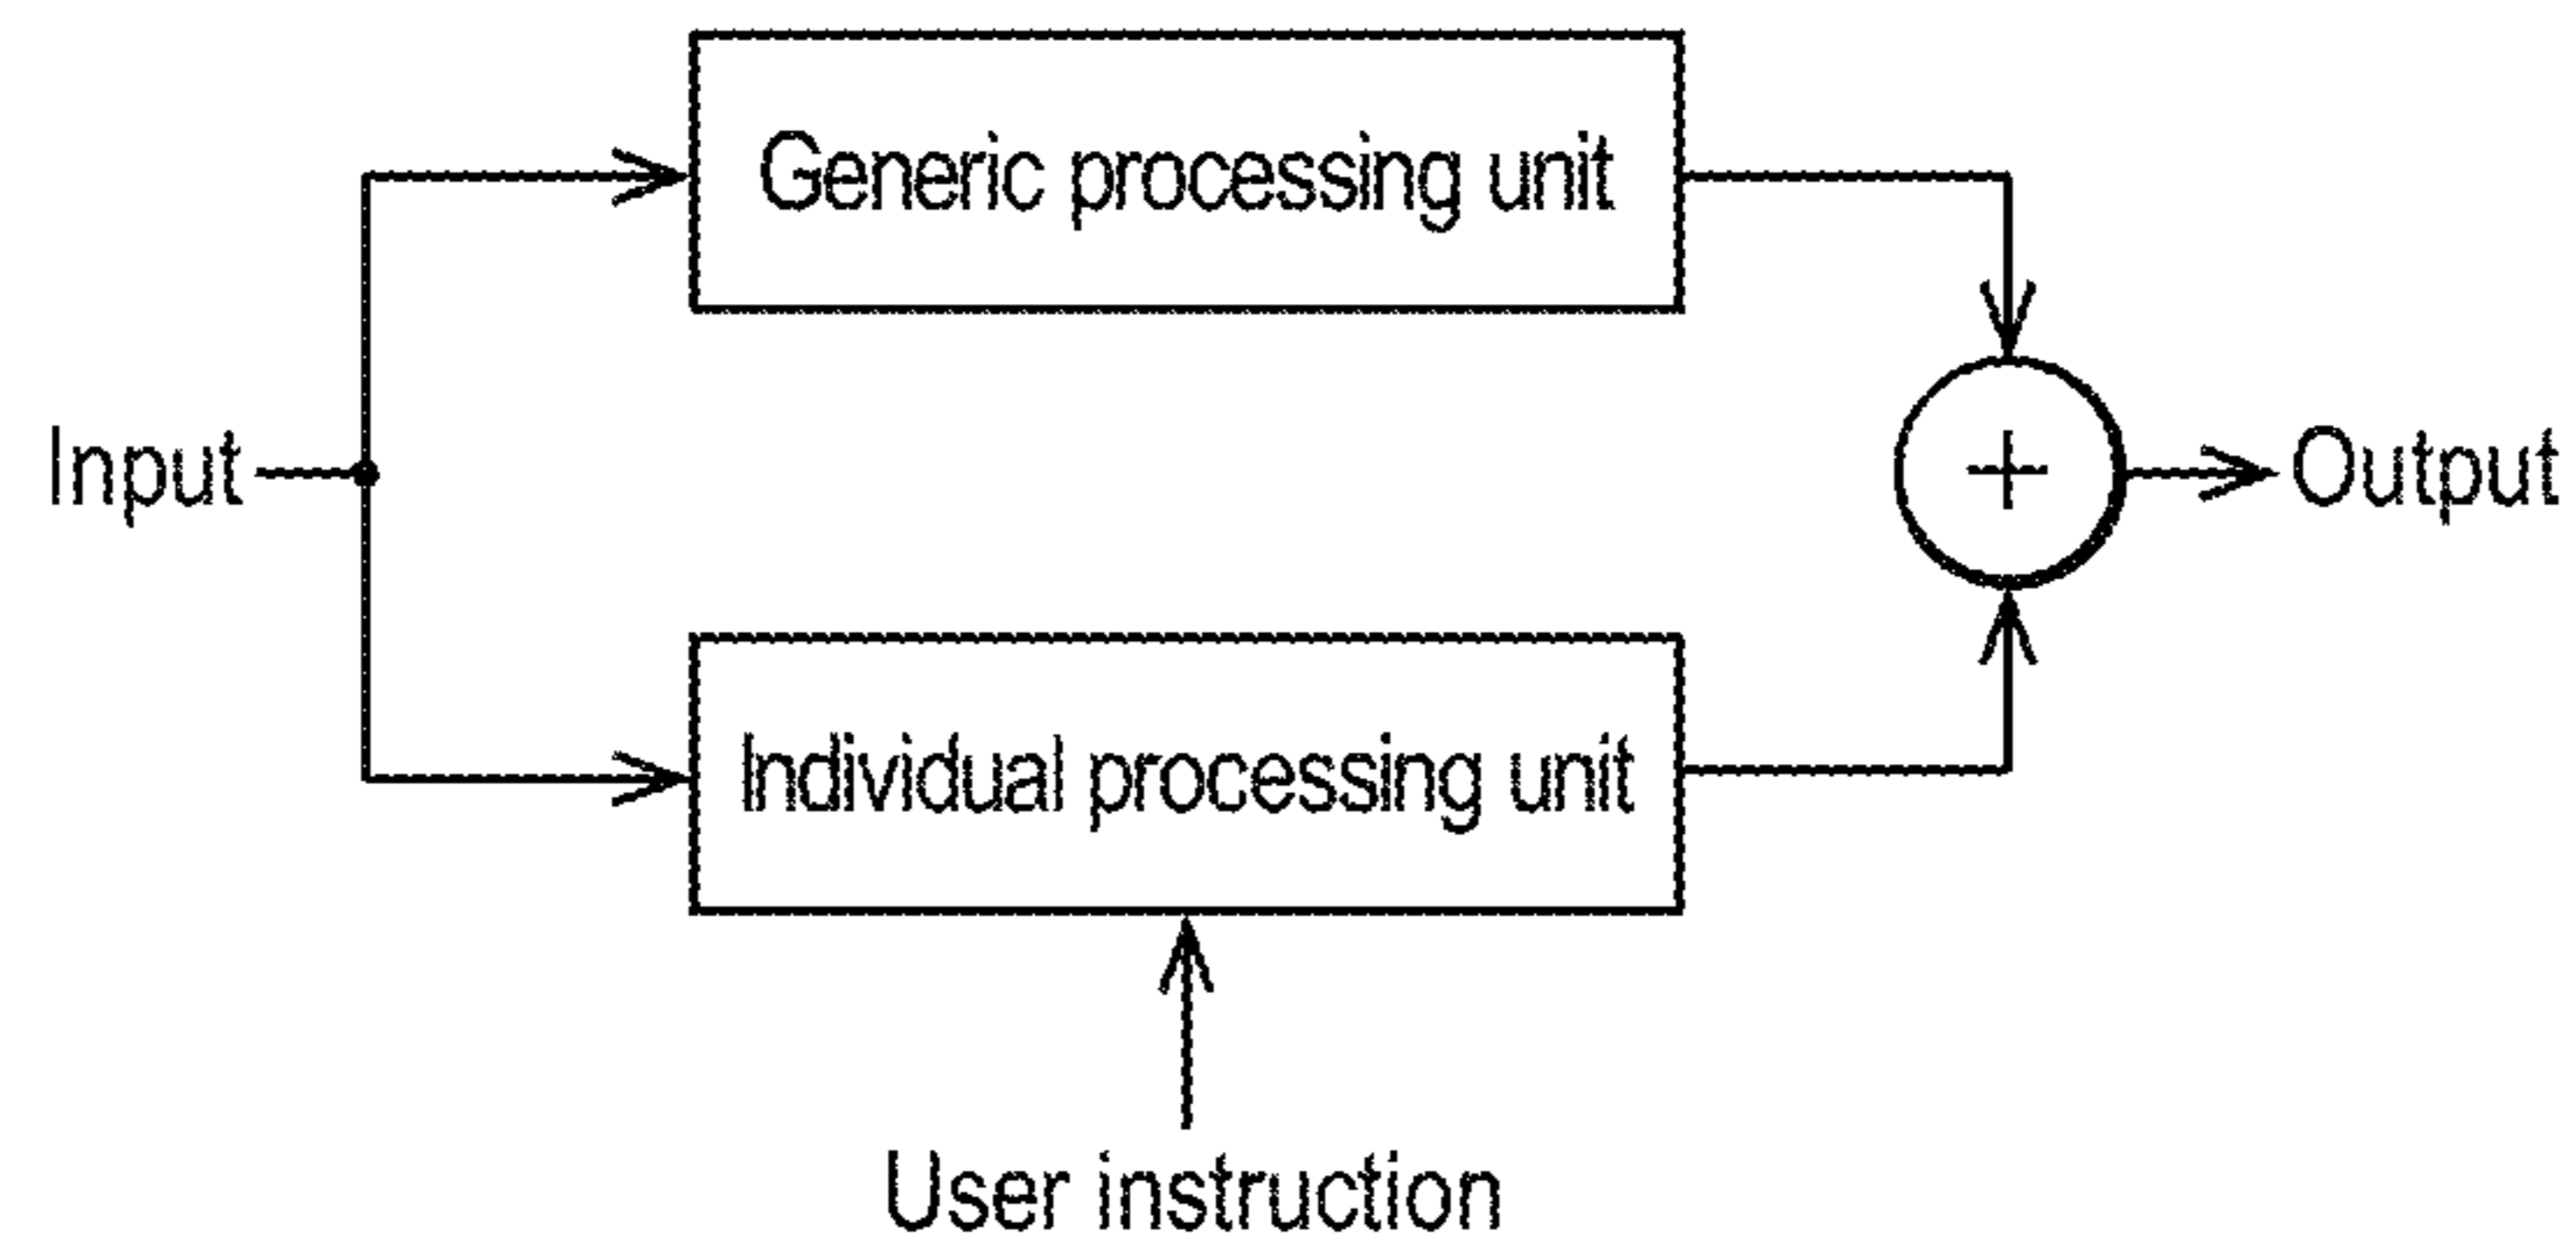 Generic processing unit
Input
+
Output
Individual processing unit
User instruction